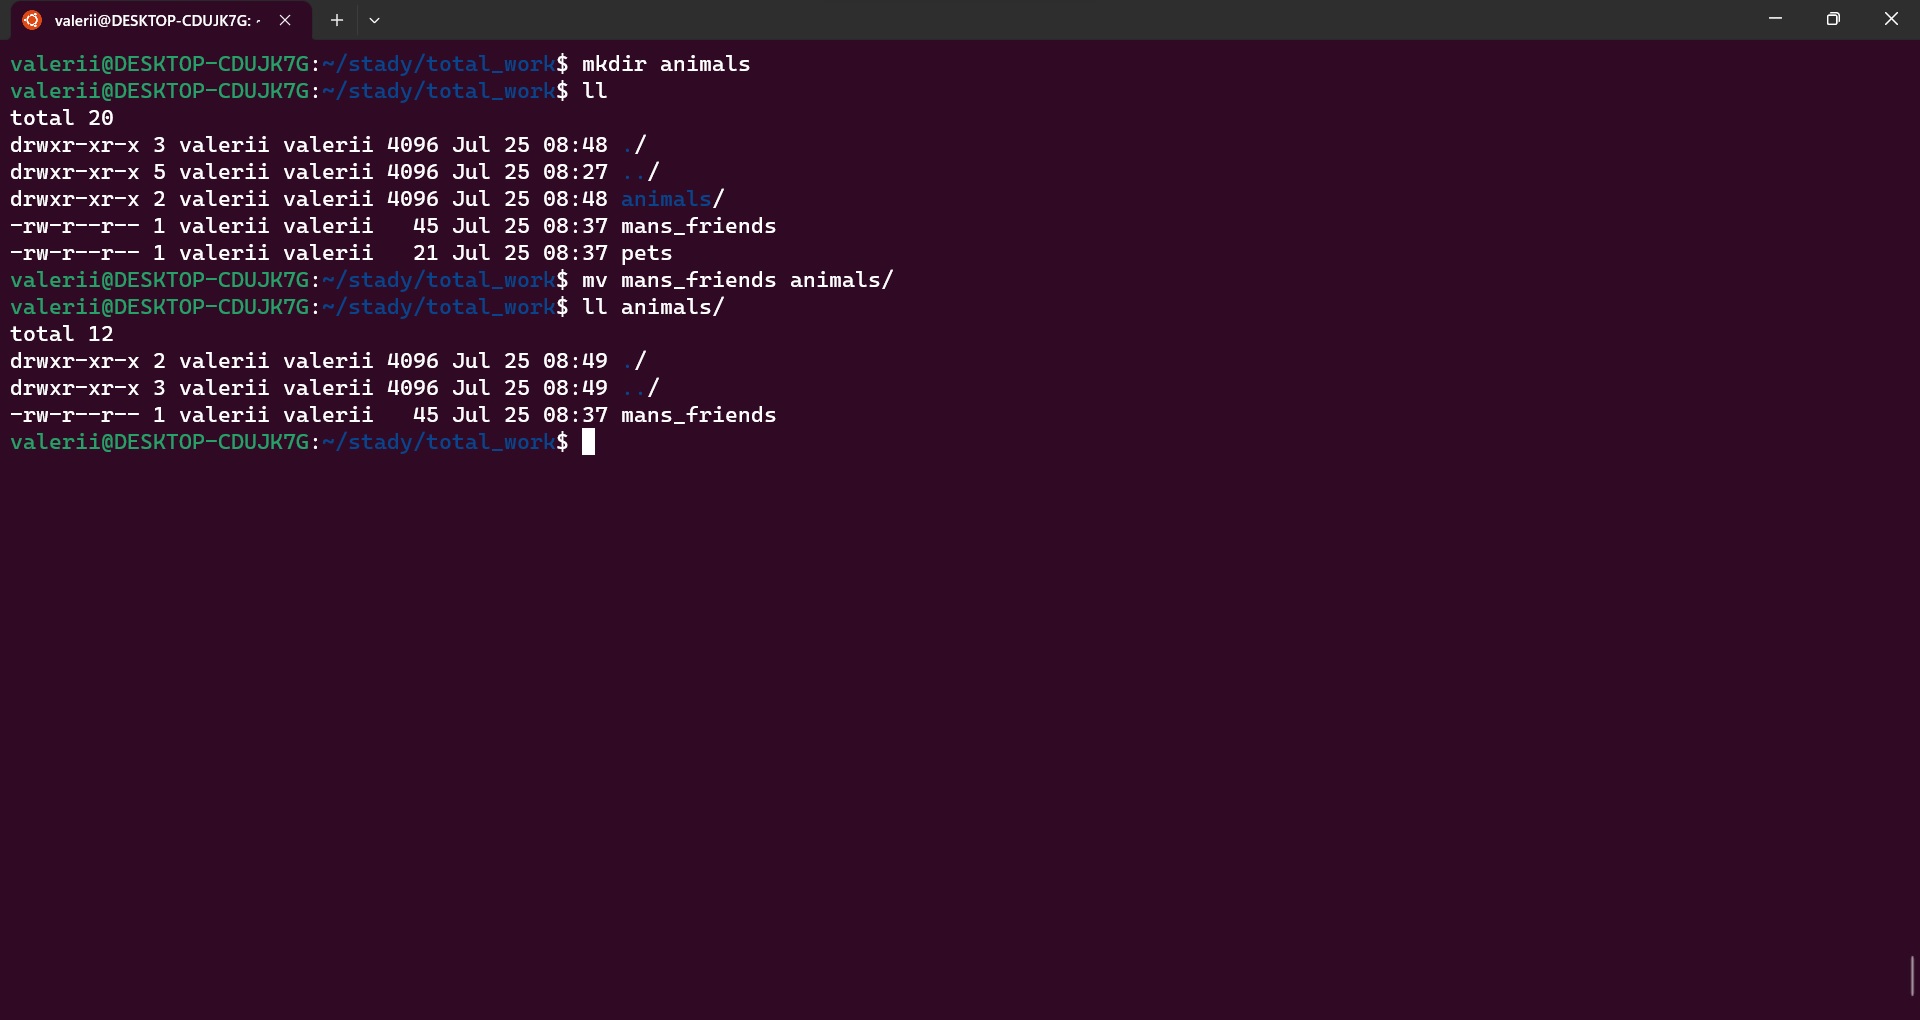 valerii@DESKTOP-CDUJK7G: ~
valerii@DESKTOP-CDUJK7G:~/stady/total_work$ mkdir animals
valerii@DESKTOP-CDUJK7G:~/stady/total_work$ ll
total 20
drwxr-xr-x 3 valerii valerii 4096 Jul 25 08:48 ./
drwxr-xr-x 5 valerii valerii 4096 Jul 25 08:27 ../
drwxr-xr-x 2 valerii valerii 4096 Jul 25 08:48 animals/
-rw-r--r-- 1 valerii valerii   45 Jul 25 08:37 mans_friends
-rw-r--r-- 1 valerii valerii   21 Jul 25 08:37 pets
valerii@DESKTOP-CDUJK7G:~/stady/total_work$ mv mans_friends animals/
valerii@DESKTOP-CDUJK7G:~/stady/total_work$ ll animals/
total 12
drwxr-xr-x 2 valerii valerii 4096 Jul 25 08:49 ./
drwxr-xr-x 3 valerii valerii 4096 Jul 25 08:49 ../
-rw-r--r-- 1 valerii valerii   45 Jul 25 08:37 mans_friends
valerii@DESKTOP-CDUJK7G:~/stady/total_work$